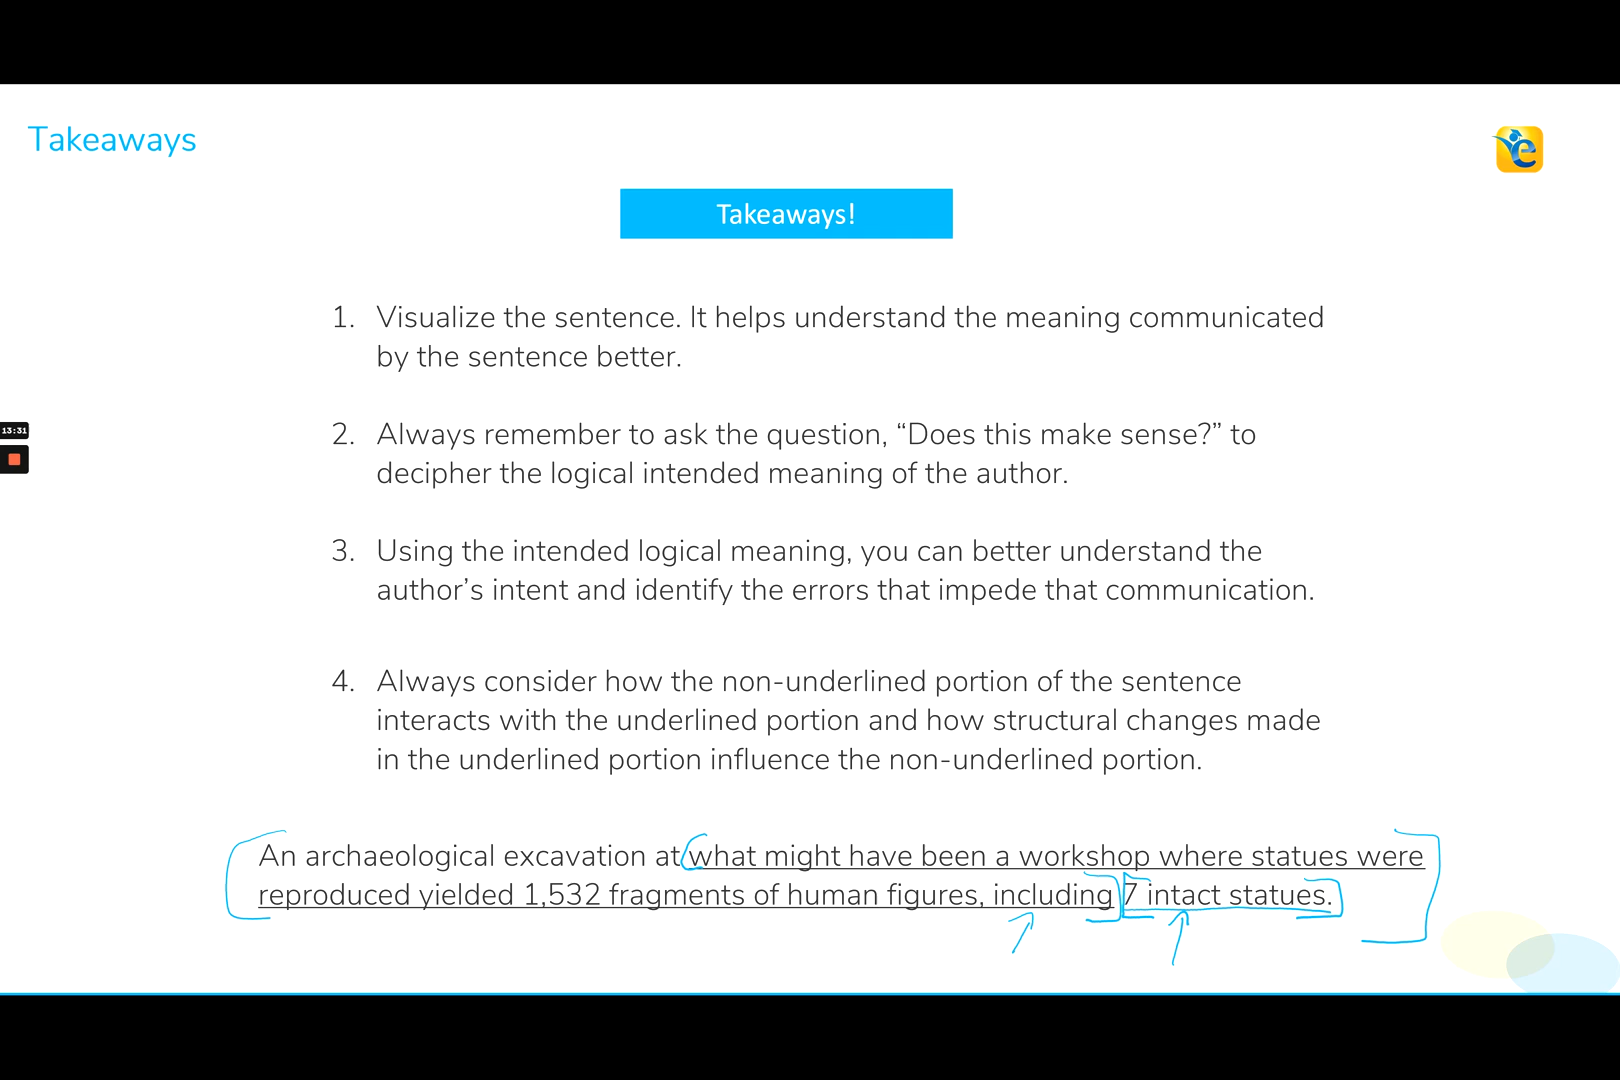 Takeaways
Takeaways!
1. Visualize the sentence. It helps understand the meaning communicated
by the sentence better.
2. Always remember to ask the question, “Does this make sense?” to
decipher the logical intended meaning of the author.
13:31
3. Using the intended logical meaning, you can better understand the
author’s intent and identify the errors that impede that communication.
4. Always consider how the non-underlined portion of the sentence
interacts with the underlined portion and how structural changes made
in the underlined portion influence the non-underlined portion.
An archaeological excavation at what might have been a workshop where statues were
reproduced yielded 1,532 fragments of human figures, including 7 intact statues.